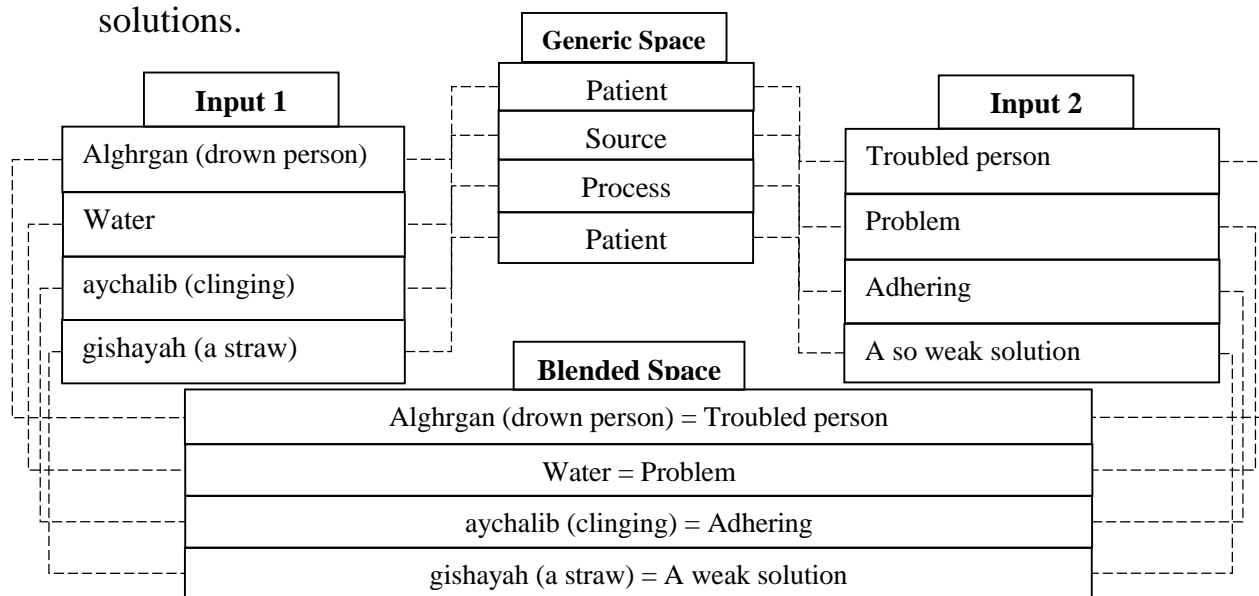 solutions.
Generic Space
Patient
Source
Process
Patient
Input 1
Alghrgan (drown person)
Water
aychalib (clinging)
gishayah (a straw)
Input 2
Troubled person
Problem
Adhering
A so weak solution
Blended Space
Alghrgan (drown person) = Troubled person
Water = Problem
aychalib (clinging) = Adhering
gishayah (a straw) = A weak solution